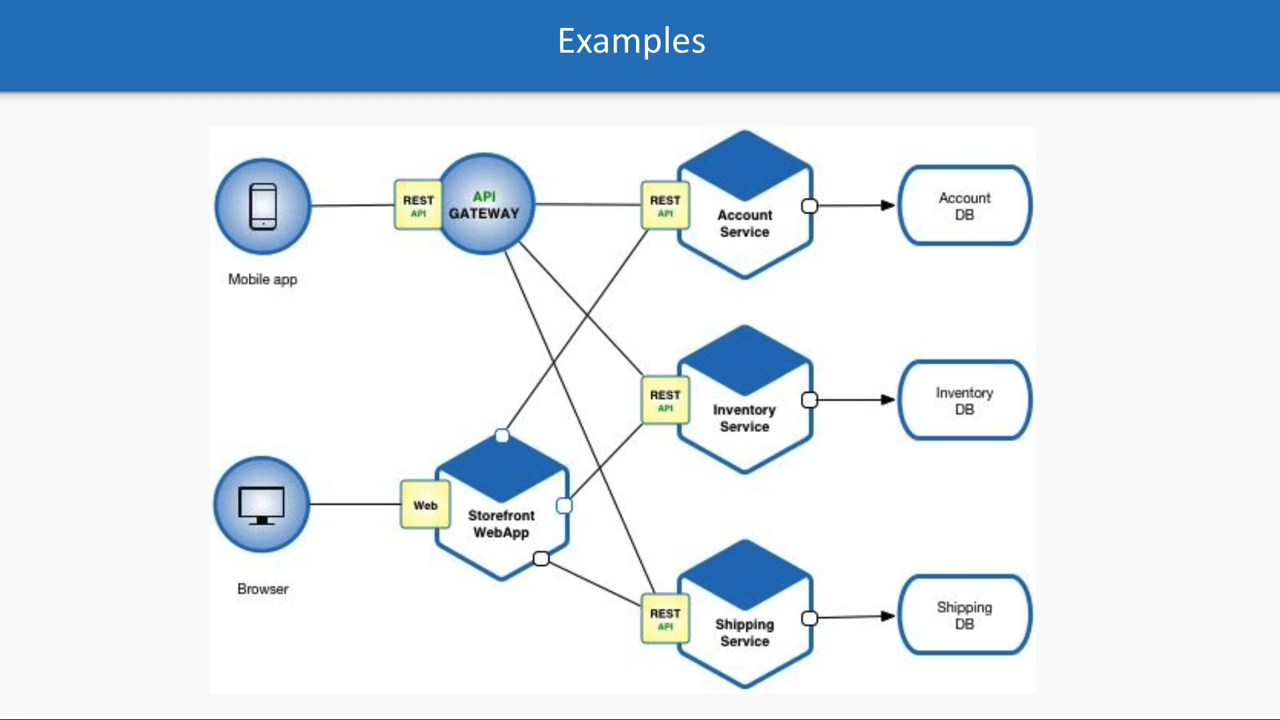 Examples
REST
API
API
GATEWAY
REST
API
Account
Service
Account
DB
Mobile app
REST
API
Inventory
Service
Inventory
DB
Web
Storefront
WebApp
Browser
REST
API
Shipping
Service
Shipping
DB